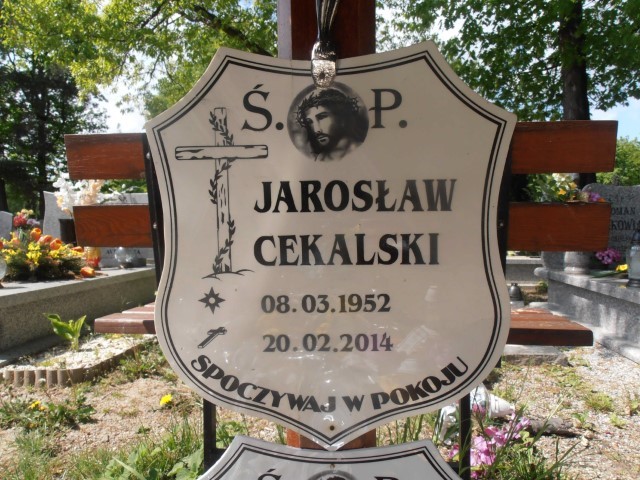 Ś. P.
JAROSŁAW
CEKALSKI
08.03.1952
20.02.2014
SPOCZYWAJ W POKOJU
Ś. P.